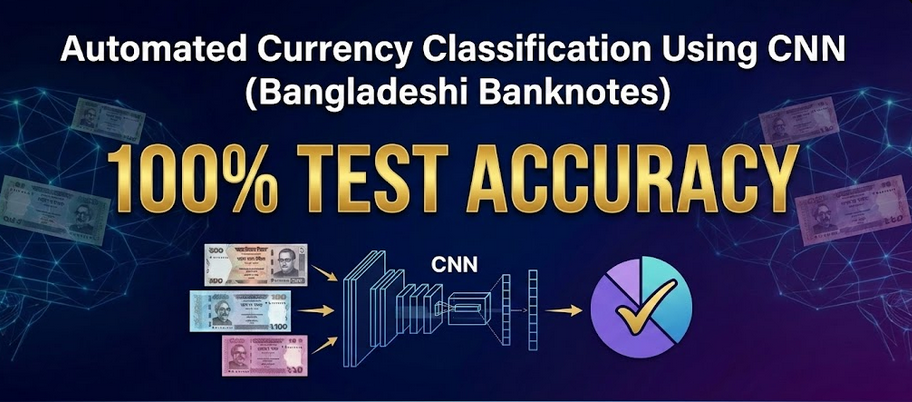 Automated Currency Classification Using CNN
(Bangladeshi Banknotes)
100% TEST ACCURACY
CNN